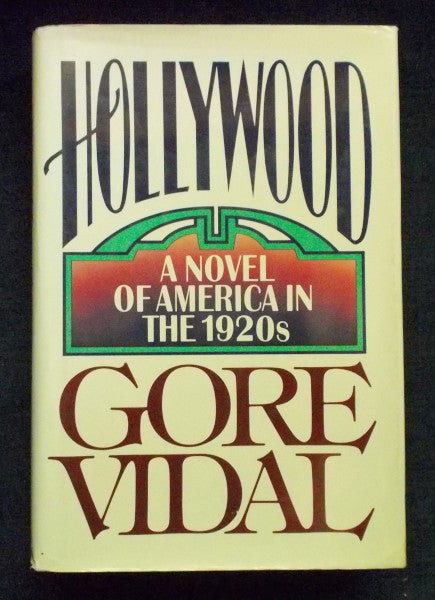 HOLLYWOOD
A NOVEL
OF AMERICA IN
THE 1920s
GORE
VIDAL